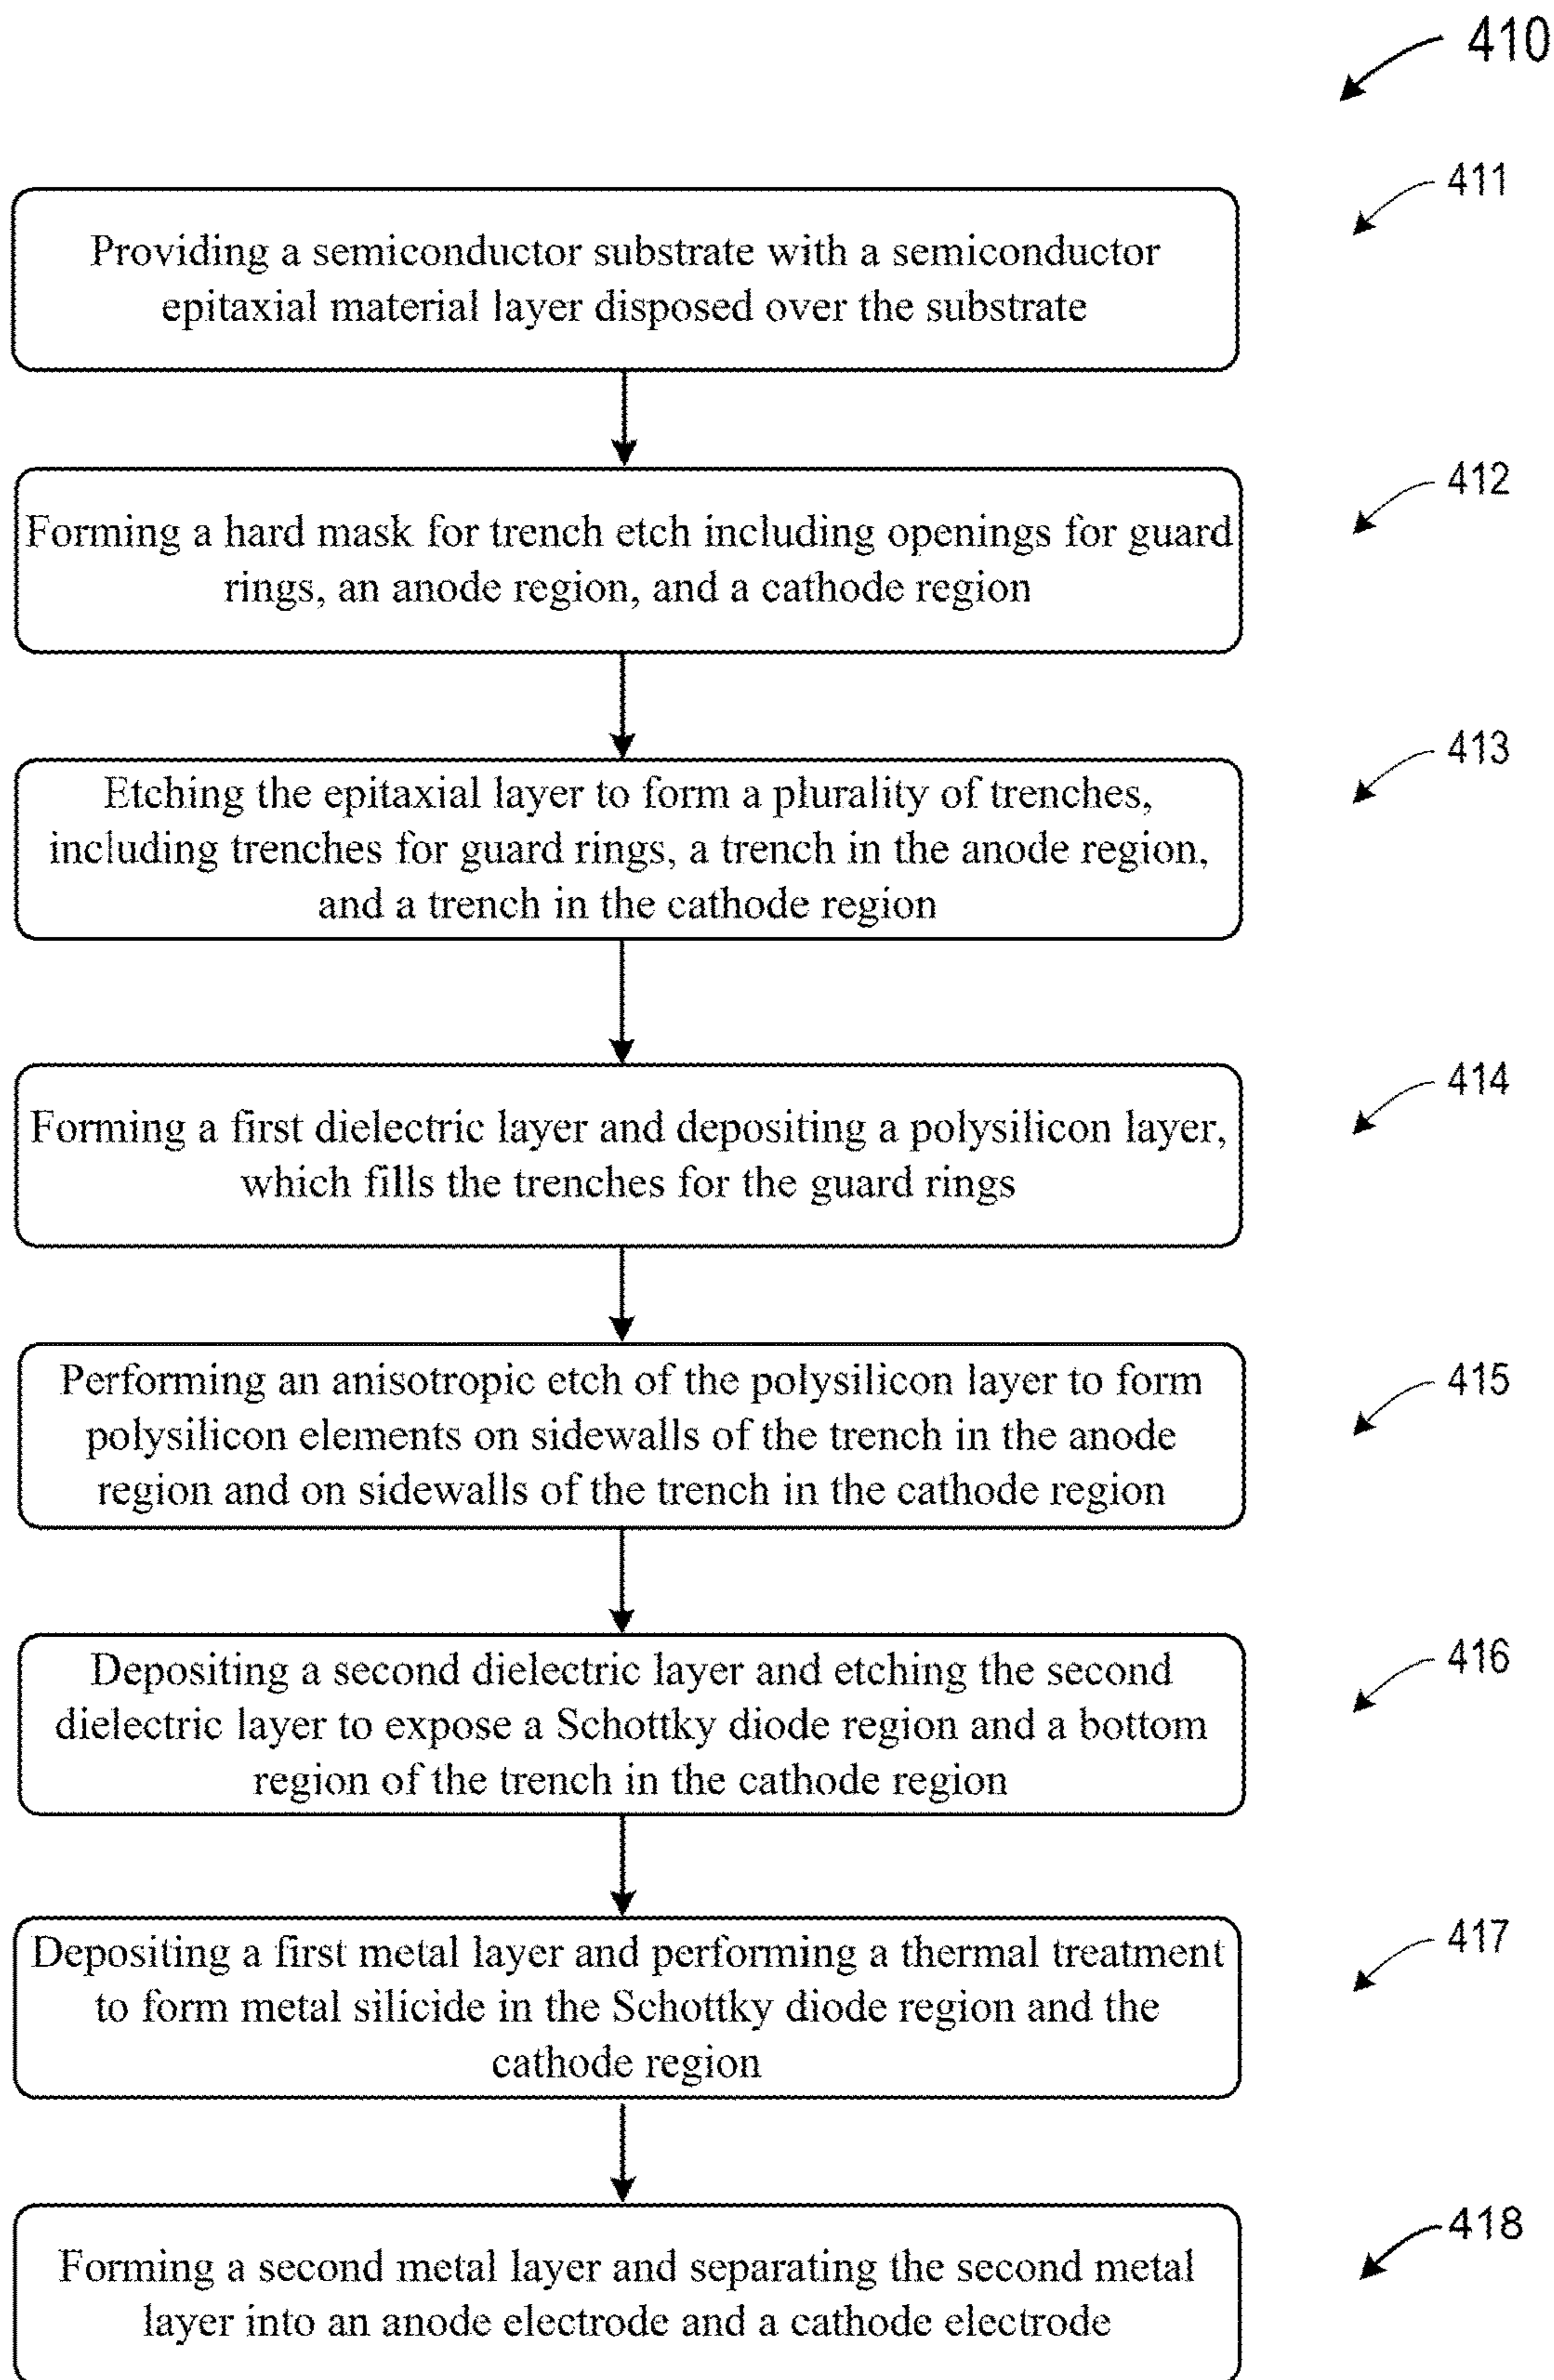 410
411
Providing a semiconductor substrate with a semiconductor
epitaxial material layer disposed over the substrate
412
Forming a hard mask for trench etch including openings for guard
rings, an anode region, and a cathode region
413
Etching the epitaxial layer to form a plurality of trenches,
including trenches for guard rings, a trench in the anode region,
and a trench in the cathode region
414
Forming a first dielectric layer and depositing a polysilicon layer,
which fills the trenches for the guard rings
415
Performing an anisotropic etch of the polysilicon layer to form
polysilicon elements on sidewalls of the trench in the anode
region and on sidewalls of the trench in the cathode region
416
Depositing a second dielectric layer and etching the second
dielectric layer to expose a Schottky diode region and a bottom
region of the trench in the cathode region
417
Depositing a first metal layer and performing a thermal treatment
to form metal silicide in the Schottky diode region and the
cathode region
418
Forming a second metal layer and separating the second metal
layer into an anode electrode and a cathode electrode